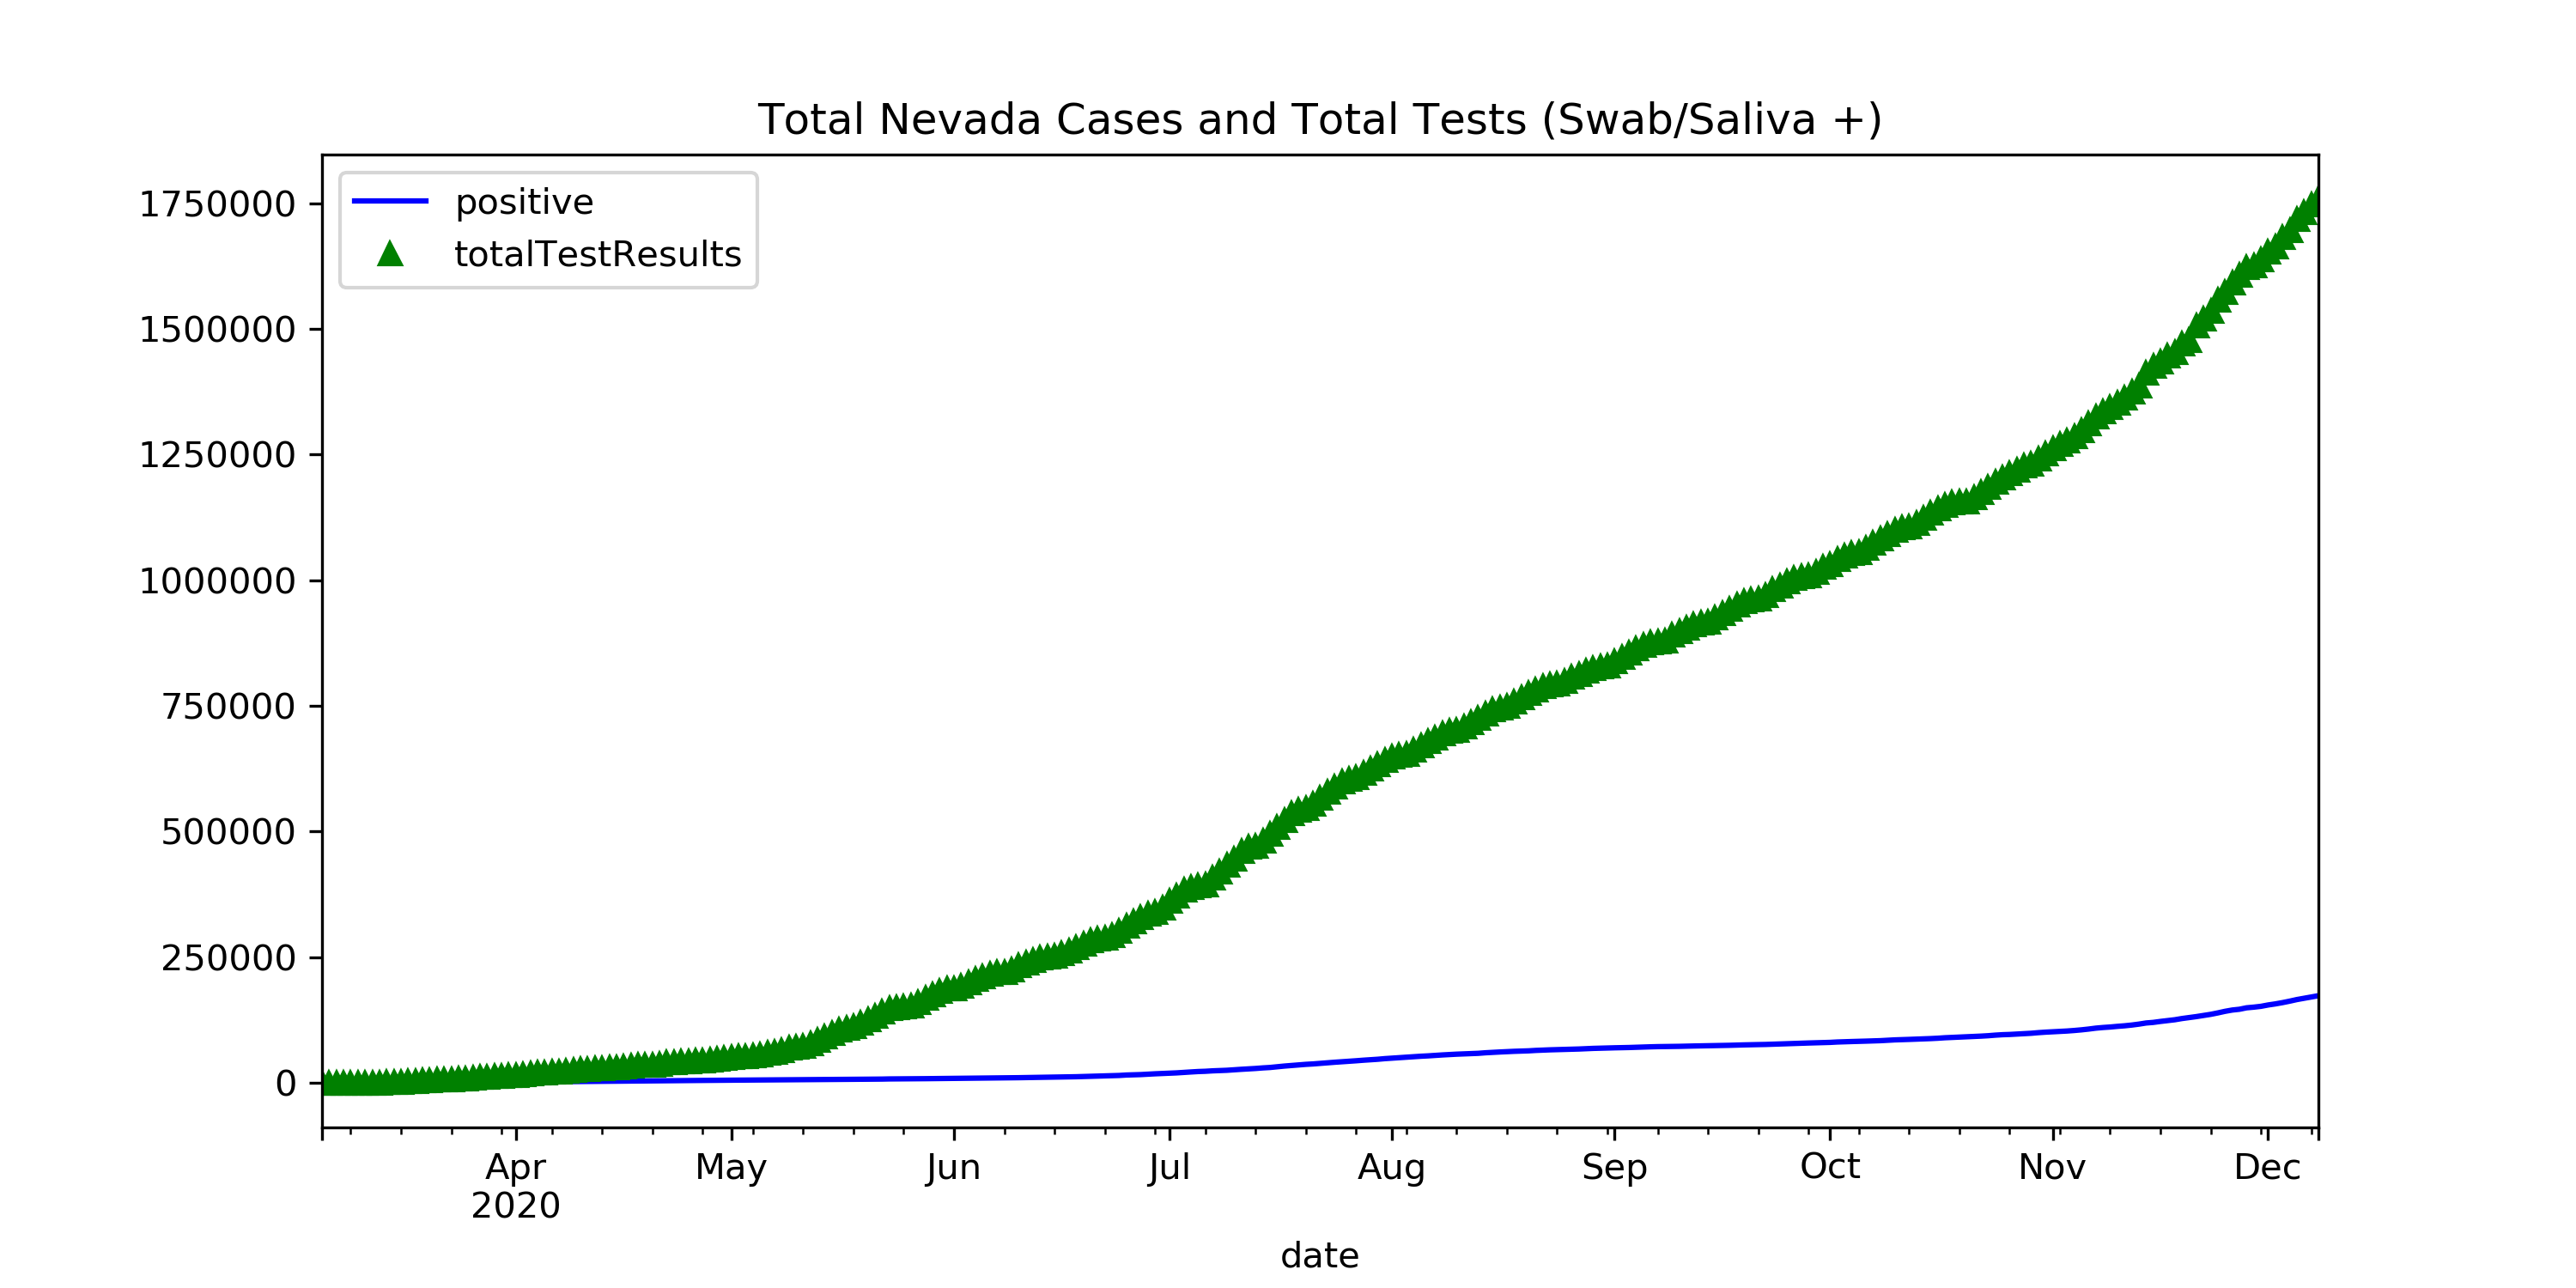 Total Nevada Cases and Total Tests (Swab/Saliva +)
positive
totalTestResults
1750000
1500000
1250000
1000000
750000
500000
250000
0
Apr May Jun Jul Aug Sep Oct Nov Dec
2020
date